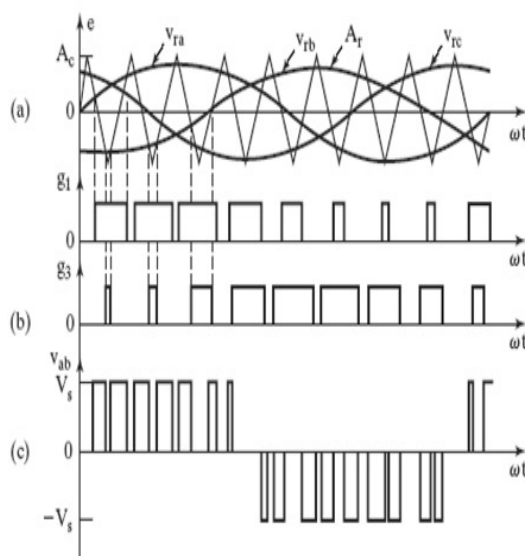 e
v_ra
v_rb
A_r
v_rc
A_c
(a)
0
ωt
g_1
0
ωt
g_3
(b)
0
ωt
v_ab
V_s
(c)
0
ωt
−V_s